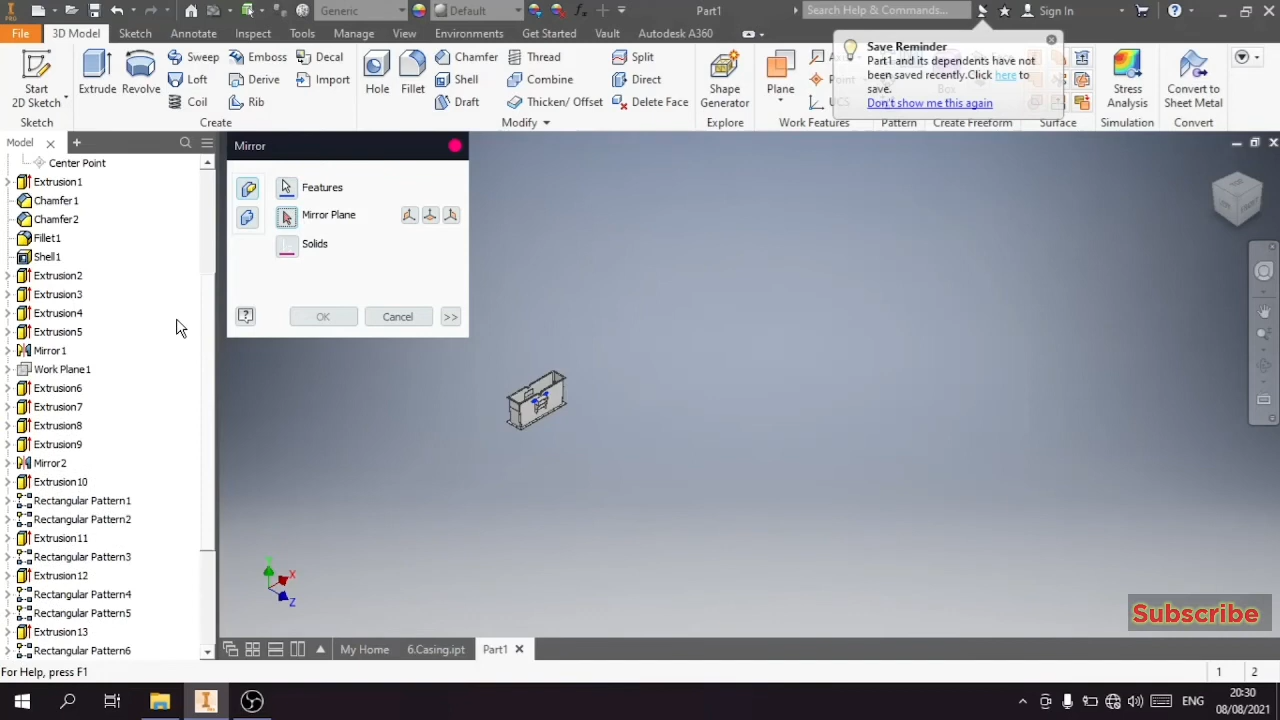 Generic
Default
Part1
Search Help & Commands...
Sign In
PRO
File
3D Model
Sketch
Annotate
Inspect
Tools
Manage
View
Environments
Get Started
Vault
Autodesk A360
Start
2D Sketch
Extrude
Revolve
Sweep
Loft
Coil
Emboss
Derive
Rib
Decal
Import
Hole
Fillet
Chamfer
Shell
Draft
Thread
Combine
Thicken/ Offset
Split
Direct
Delete Face
Shape
Generator
Plane
Stress
Analysis
Convert to
Sheet Metal
Sketch
Create
Modify
Explore
Work Features
Pattern
Create Freeform
Surface
Simulation
Convert
Save Reminder
Part1 and its dependents have not
been saved recently.Click here to
save.
Don't show me this again
Model
Center Point
Extrusion1
Chamfer1
Chamfer2
Fillet1
Shell1
Extrusion2
Extrusion3
Extrusion4
Extrusion5
Mirror1
Work Plane1
Extrusion6
Extrusion7
Extrusion8
Extrusion9
Mirror2
Extrusion10
Rectangular Pattern1
Rectangular Pattern2
Extrusion11
Rectangular Pattern3
Extrusion12
Rectangular Pattern4
Rectangular Pattern5
Extrusion13
Rectangular Pattern6
Mirror
Features
Mirror Plane
Solids
OK
Cancel
>>
X
Z
Subscribe
My Home
6.Casing.ipt
Part1
For Help, press F1
1
2
ENG
20:30
08/08/2021